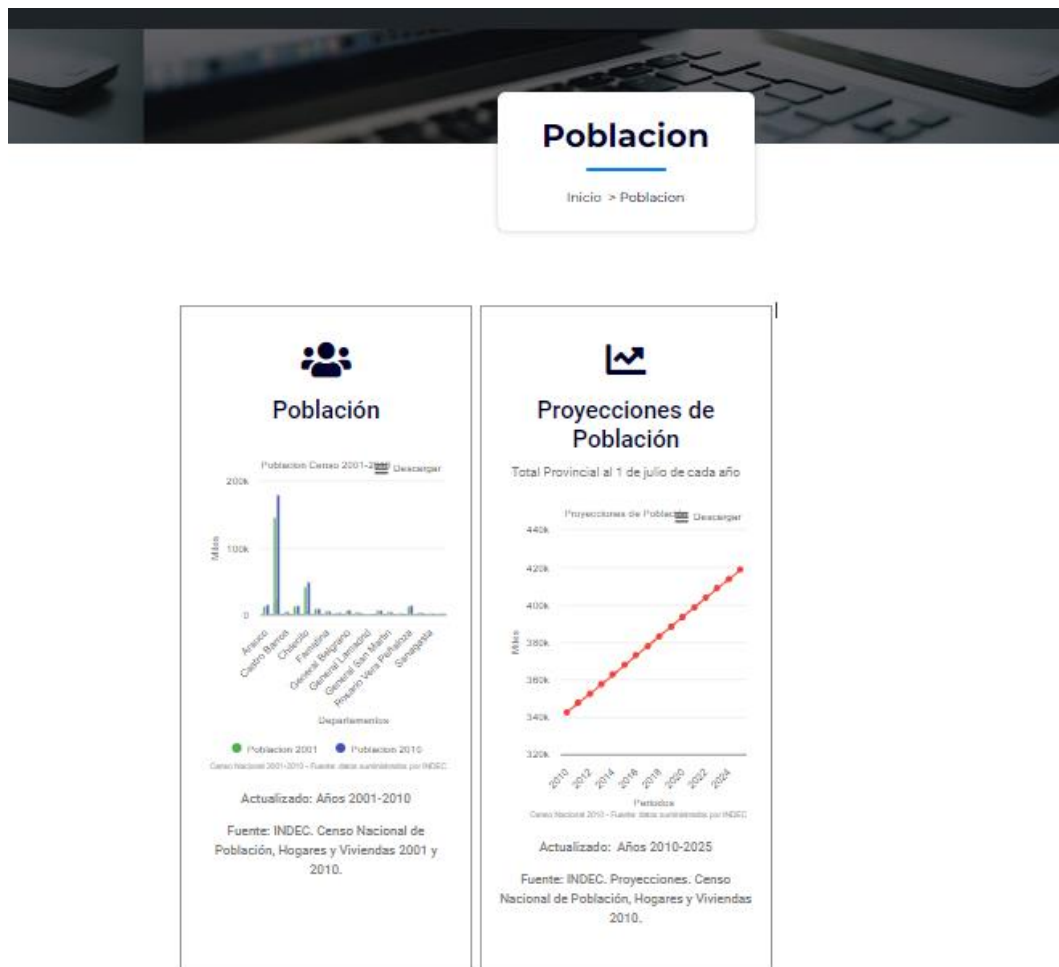 Poblacion
Inicio > Poblacion
Población
Poblacion Censo 2001-2010
Descargar
200k
100k
0
Miles
Arauco
Castro Barros
Chilecito
Famatina
General Belgrano
General Lamadrid
General San Martín
Rosario Vera Peñaloza
Sanagasta
Departamentos
Poblacion 2001
Poblacion 2010
Censo Nacional 2001-2010 - Fuente: datos suministrados por INDEC
Actualizado: Años 2001-2010
Fuente: INDEC. Censo Nacional de
Población, Hogares y Viviendas 2001 y
2010.
Proyecciones de
Población
Total Provincial al 1 de julio de cada año
Proyecciones de Població
Descargar
440k
420k
400k
380k
360k
340k
320k
Miles
2010
2012
2014
2016
2018
2020
2022
2024
Periodos
Censo Nacional 2010 - Fuente: datos suministrados por INDEC
Actualizado: Años 2010-2025
Fuente: INDEC. Proyecciones. Censo
Nacional de Población, Hogares y Viviendas
2010.